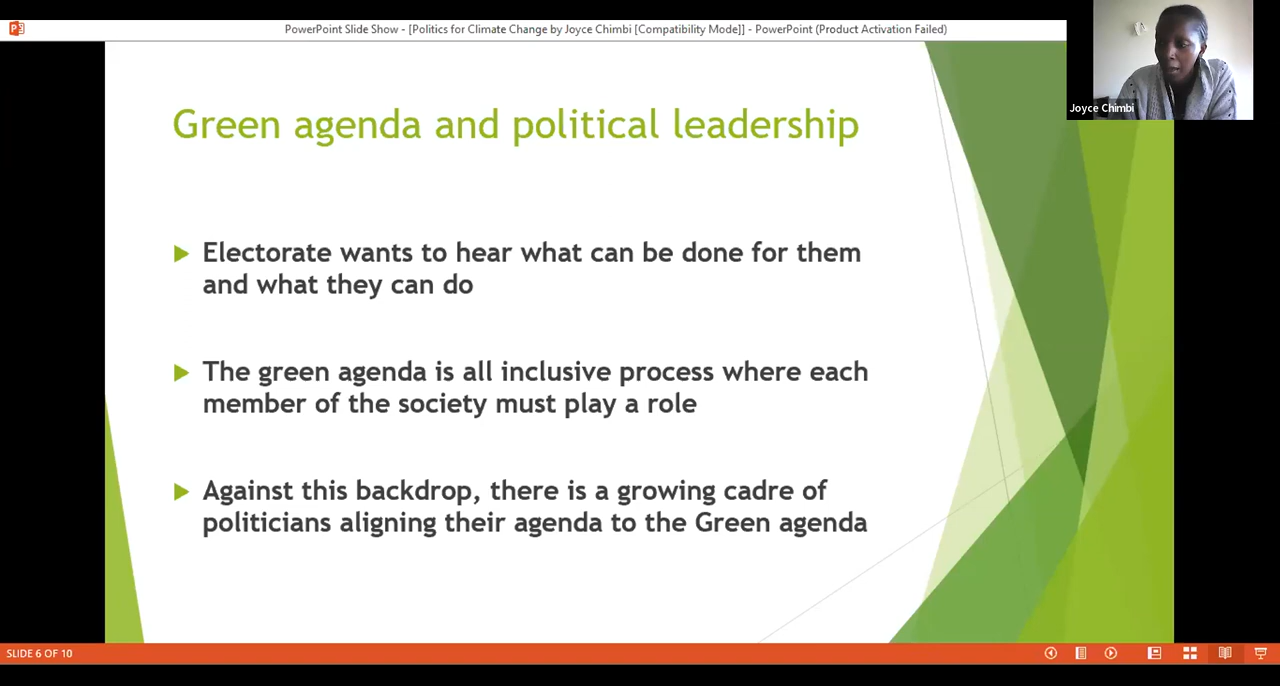 PowerPoint Slide Show - [Politics for Climate Change by Joyce Chimbi [Compatibility Mode]] - PowerPoint (Product Activation Failed)
Joyce Chimbi
Green agenda and political leadership
Electorate wants to hear what can be done for them
and what they can do
The green agenda is all inclusive process where each
member of the society must play a role
Against this backdrop, there is a growing cadre of
politicians aligning their agenda to the Green agenda
SLIDE 6 OF 10